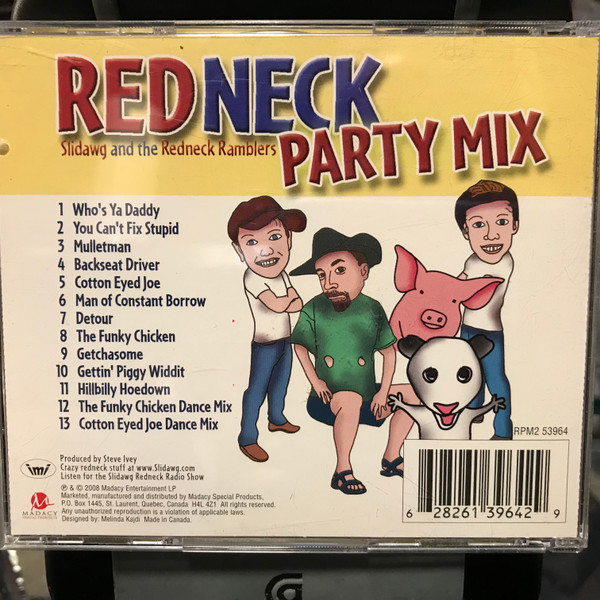 REDNECK
Slidawg and the Redneck Ramblers
PARTY MIX
1 Who's Ya Daddy
2 You Can't Fix Stupid
3 Mulletman
4 Backseat Driver
5 Cotton Eyed Joe
6 Man of Constant Borrow
7 Detour
8 The Funky Chicken
9 Getchasome
10 Gettin' Piggy Widdit
11 Hillbilly Hoedown
12 The Funky Chicken Dance Mix
13 Cotton Eyed Joe Dance Mix
RPM2 53964
imi
Produced by Steve Ivey
Crazy redneck stuff at www.Slidawg.com
Listen for the Slidawg Redneck Radio Show
MADACY
℗ & © 2008 Madacy Entertainment LP
Marketed, manufactured and distributed by Madacy Special Products,
P.O. Box 1445, St. Laurent, Quebec, Canada H4L 4Z1 All rights reserved.
Any unauthorized reproduction is a violation of applicable laws.
Designed by: Melinda Kajdi Made in Canada.
6 28261 39642 9